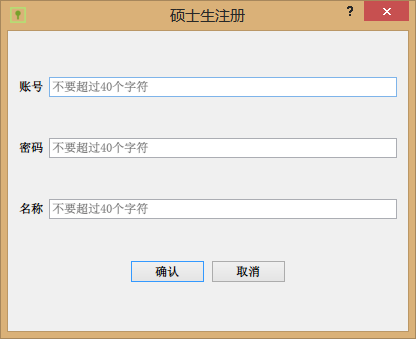 硕士生注册
?
账号 不要超过40个字符
密码 不要超过40个字符
名称 不要超过40个字符
确认 取消